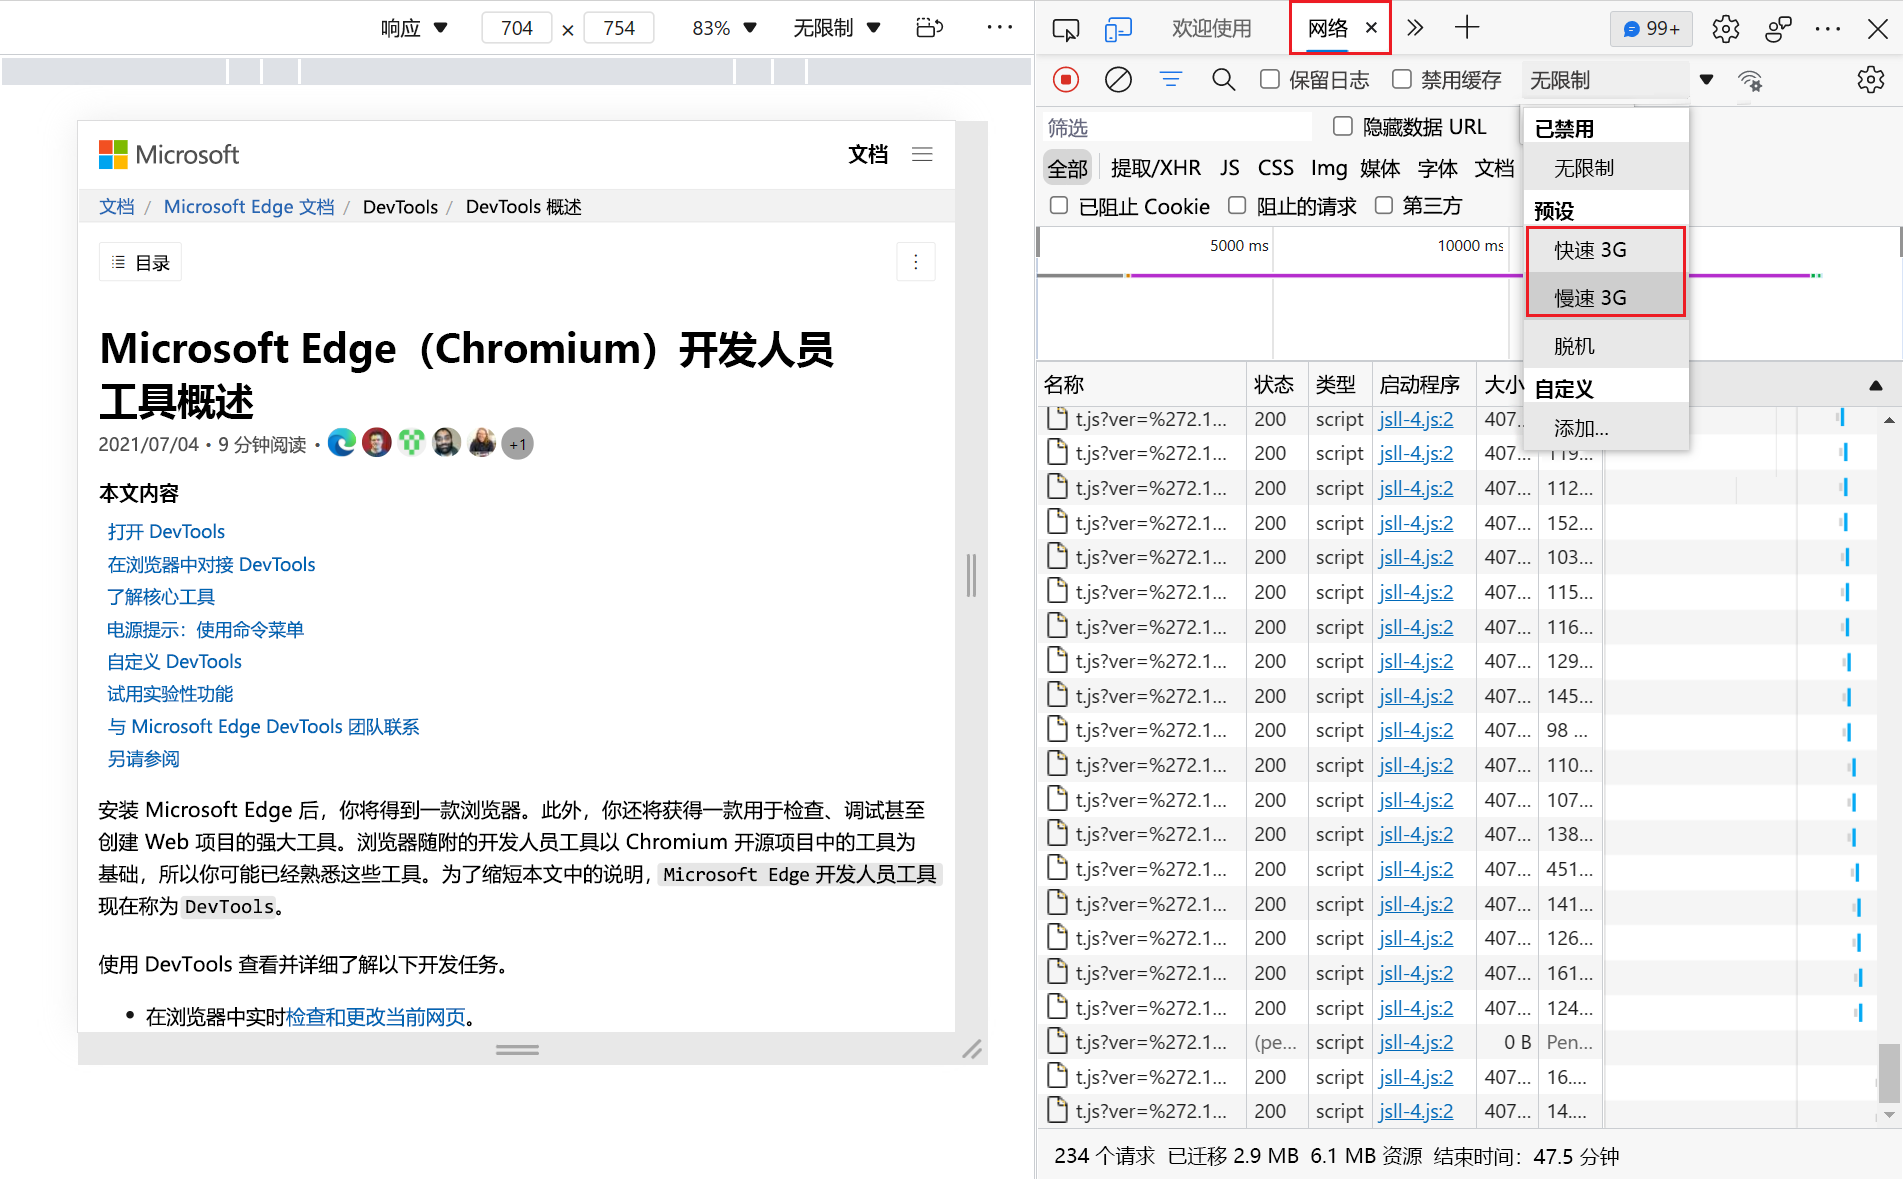 响应 704 × 754 83% 无限制
Microsoft 文档
文档 / Microsoft Edge 文档 / DevTools / DevTools 概述
目录
Microsoft Edge（Chromium）开发人员
工具概述
2021/07/04 • 9 分钟阅读 • +1
本文内容
打开 DevTools
在浏览器中对接 DevTools
了解核心工具
电源提示：使用命令菜单
自定义 DevTools
试用实验性功能
与 Microsoft Edge DevTools 团队联系
另请参阅
安装 Microsoft Edge 后，你将得到一款浏览器。此外，你还将获得一款用于检查、调试甚至
创建 Web 项目的强大工具。浏览器随附的开发人员工具以 Chromium 开源项目中的工具为
基础，所以你可能已经熟悉这些工具。为了缩短本文中的说明，Microsoft Edge 开发人员工具
现在称为 DevTools。
使用 DevTools 查看并详细了解以下开发任务。
• 在浏览器中实时检查和更改当前网页。
欢迎使用 网络 99+
保留日志 禁用缓存 无限制
筛选 隐藏数据 URL
全部 提取/XHR JS CSS Img 媒体 字体 文档
已阻止 Cookie 阻止的请求 第三方
已禁用
无限制
预设
快速 3G
慢速 3G
脱机
自定义
添加...
5000 ms 10000 ms
名称 状态 类型 启动程序 大小
t.js?ver=%272.1... 200 script jsll-4.js:2 407...
t.js?ver=%272.1... 200 script jsll-4.js:2 407... 119...
t.js?ver=%272.1... 200 script jsll-4.js:2 407... 112...
t.js?ver=%272.1... 200 script jsll-4.js:2 407... 152...
t.js?ver=%272.1... 200 script jsll-4.js:2 407... 103...
t.js?ver=%272.1... 200 script jsll-4.js:2 407... 115...
t.js?ver=%272.1... 200 script jsll-4.js:2 407... 116...
t.js?ver=%272.1... 200 script jsll-4.js:2 407... 129...
t.js?ver=%272.1... 200 script jsll-4.js:2 407... 145...
t.js?ver=%272.1... 200 script jsll-4.js:2 407... 98 ...
t.js?ver=%272.1... 200 script jsll-4.js:2 407... 110...
t.js?ver=%272.1... 200 script jsll-4.js:2 407... 107...
t.js?ver=%272.1... 200 script jsll-4.js:2 407... 138...
t.js?ver=%272.1... 200 script jsll-4.js:2 407... 451...
t.js?ver=%272.1... 200 script jsll-4.js:2 407... 141...
t.js?ver=%272.1... 200 script jsll-4.js:2 407... 126...
t.js?ver=%272.1... 200 script jsll-4.js:2 407... 161...
t.js?ver=%272.1... 200 script jsll-4.js:2 407... 124...
t.js?ver=%272.1... (pe... script jsll-4.js:2 0 B Pen...
t.js?ver=%272.1... 200 script jsll-4.js:2 407... 16....
t.js?ver=%272.1... 200 script jsll-4.js:2 407... 14....
234 个请求 已迁移 2.9 MB 6.1 MB 资源 结束时间：47.5 分钟